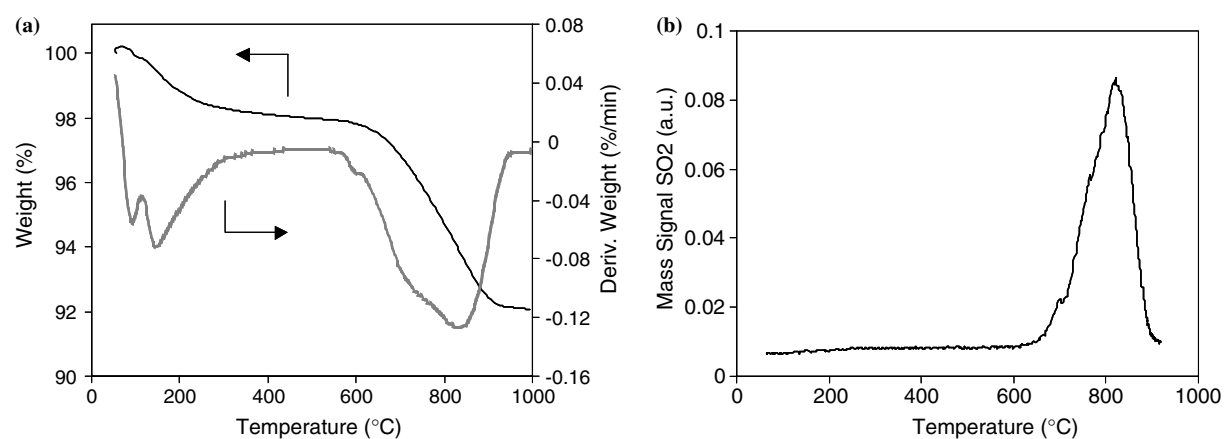 (a)
100
98
96
94
92
90
Weight (%)
0.08
0.04
0
-0.04
-0.08
-0.12
-0.16
Deriv. Weight (%/min)
0 200 400 600 800 1000
Temperature (°C)
(b)
0.1
0.08
0.06
0.04
0.02
0
Mass Signal SO2 (a.u.)
0 200 400 600 800 1000
Temperature (°C)